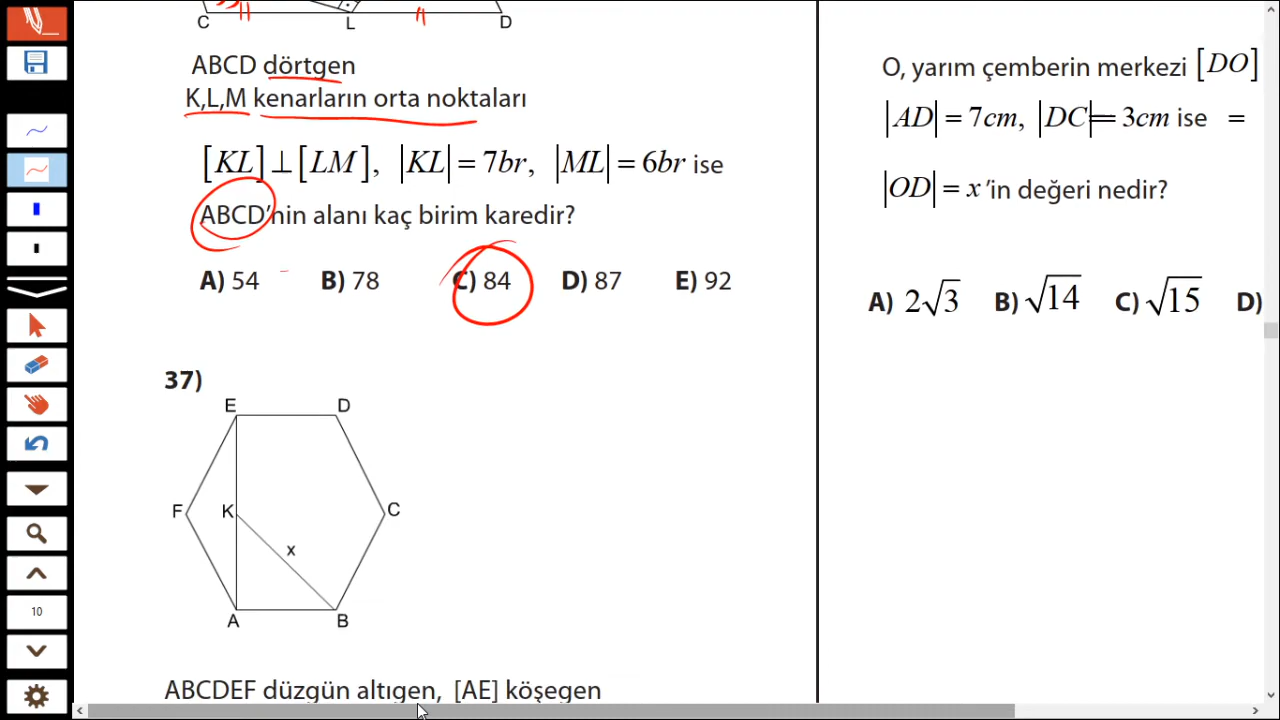 C L D
ABCD dörtgen
K,L,M kenarların orta noktaları
[KL]⊥[LM], |KL| = 7br, |ML| = 6br ise
ABCD'nin alanı kaç birim karedir?
A) 54 B) 78 C) 84 D) 87 E) 92
37)
E D
F K C
x
A B
ABCDEF düzgün altıgen, [AE] köşegen
O, yarım çemberin merkezi [DO]
|AD| = 7cm, |DC| = 3cm ise =
|OD| = x'in değeri nedir?
A) 2√3 B) √14 C) √15 D)
10